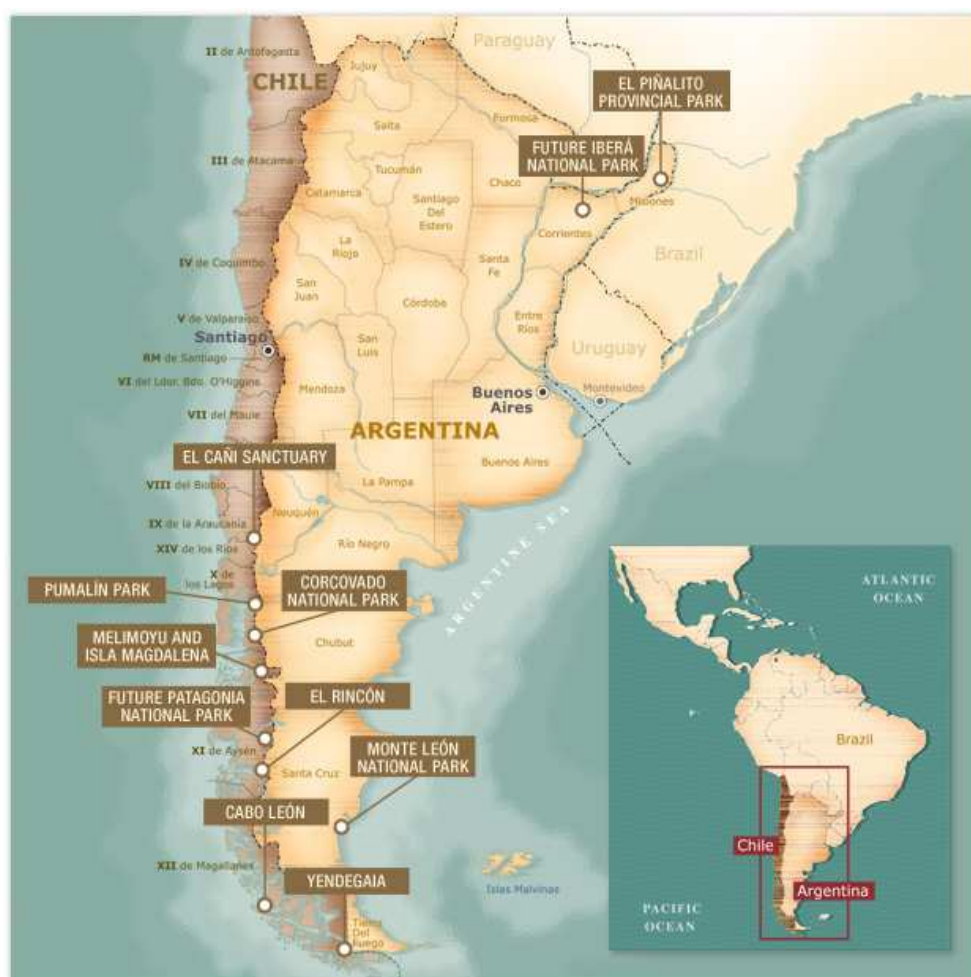 Paraguay
II de Antofagasta
CHILE
Jujuy
EL PIÑALITO
PROVINCIAL PARK
Salta
Formosa
FUTURE IBERÁ
NATIONAL PARK
III de Atacama
Tucumán
Chaco
Catamarca
Santiago
Del
Estero
Misiones
Corrientes
La
Rioja
Brazil
IV de Coquimbo
Santa
Fe
San
Juan
Córdoba
V de Valparaíso
Entre
Ríos
Santiago
San
Luis
Uruguay
RM de Santiago
VI del Ldor. Bdo. O'Higgins
Mendoza
Buenos
Aires
Montevideo
VII del Maule
ARGENTINA
EL CAÑI SANCTUARY
Buenos Aires
VIII del Biobío
La Pampa
Neuquén
IX de la Araucanía
Río Negro
XIV de los Ríos
ARGENTINE SEA
X de
los Lagos
PUMALÍN PARK
CORCOVADO
NATIONAL PARK
Chubut
MELIMOYU AND
ISLA MAGDALENA
FUTURE PATAGONIA
NATIONAL PARK
EL RINCÓN
XI de Aysén
MONTE LEÓN
NATIONAL PARK
Santa Cruz
CABO LEÓN
XII de Magallanes
YENDEGAIA
Islas Malvinas
Tierra
Del
Fuego
ATLANTIC
OCEAN
Brazil
Chile
Argentina
PACIFIC
OCEAN